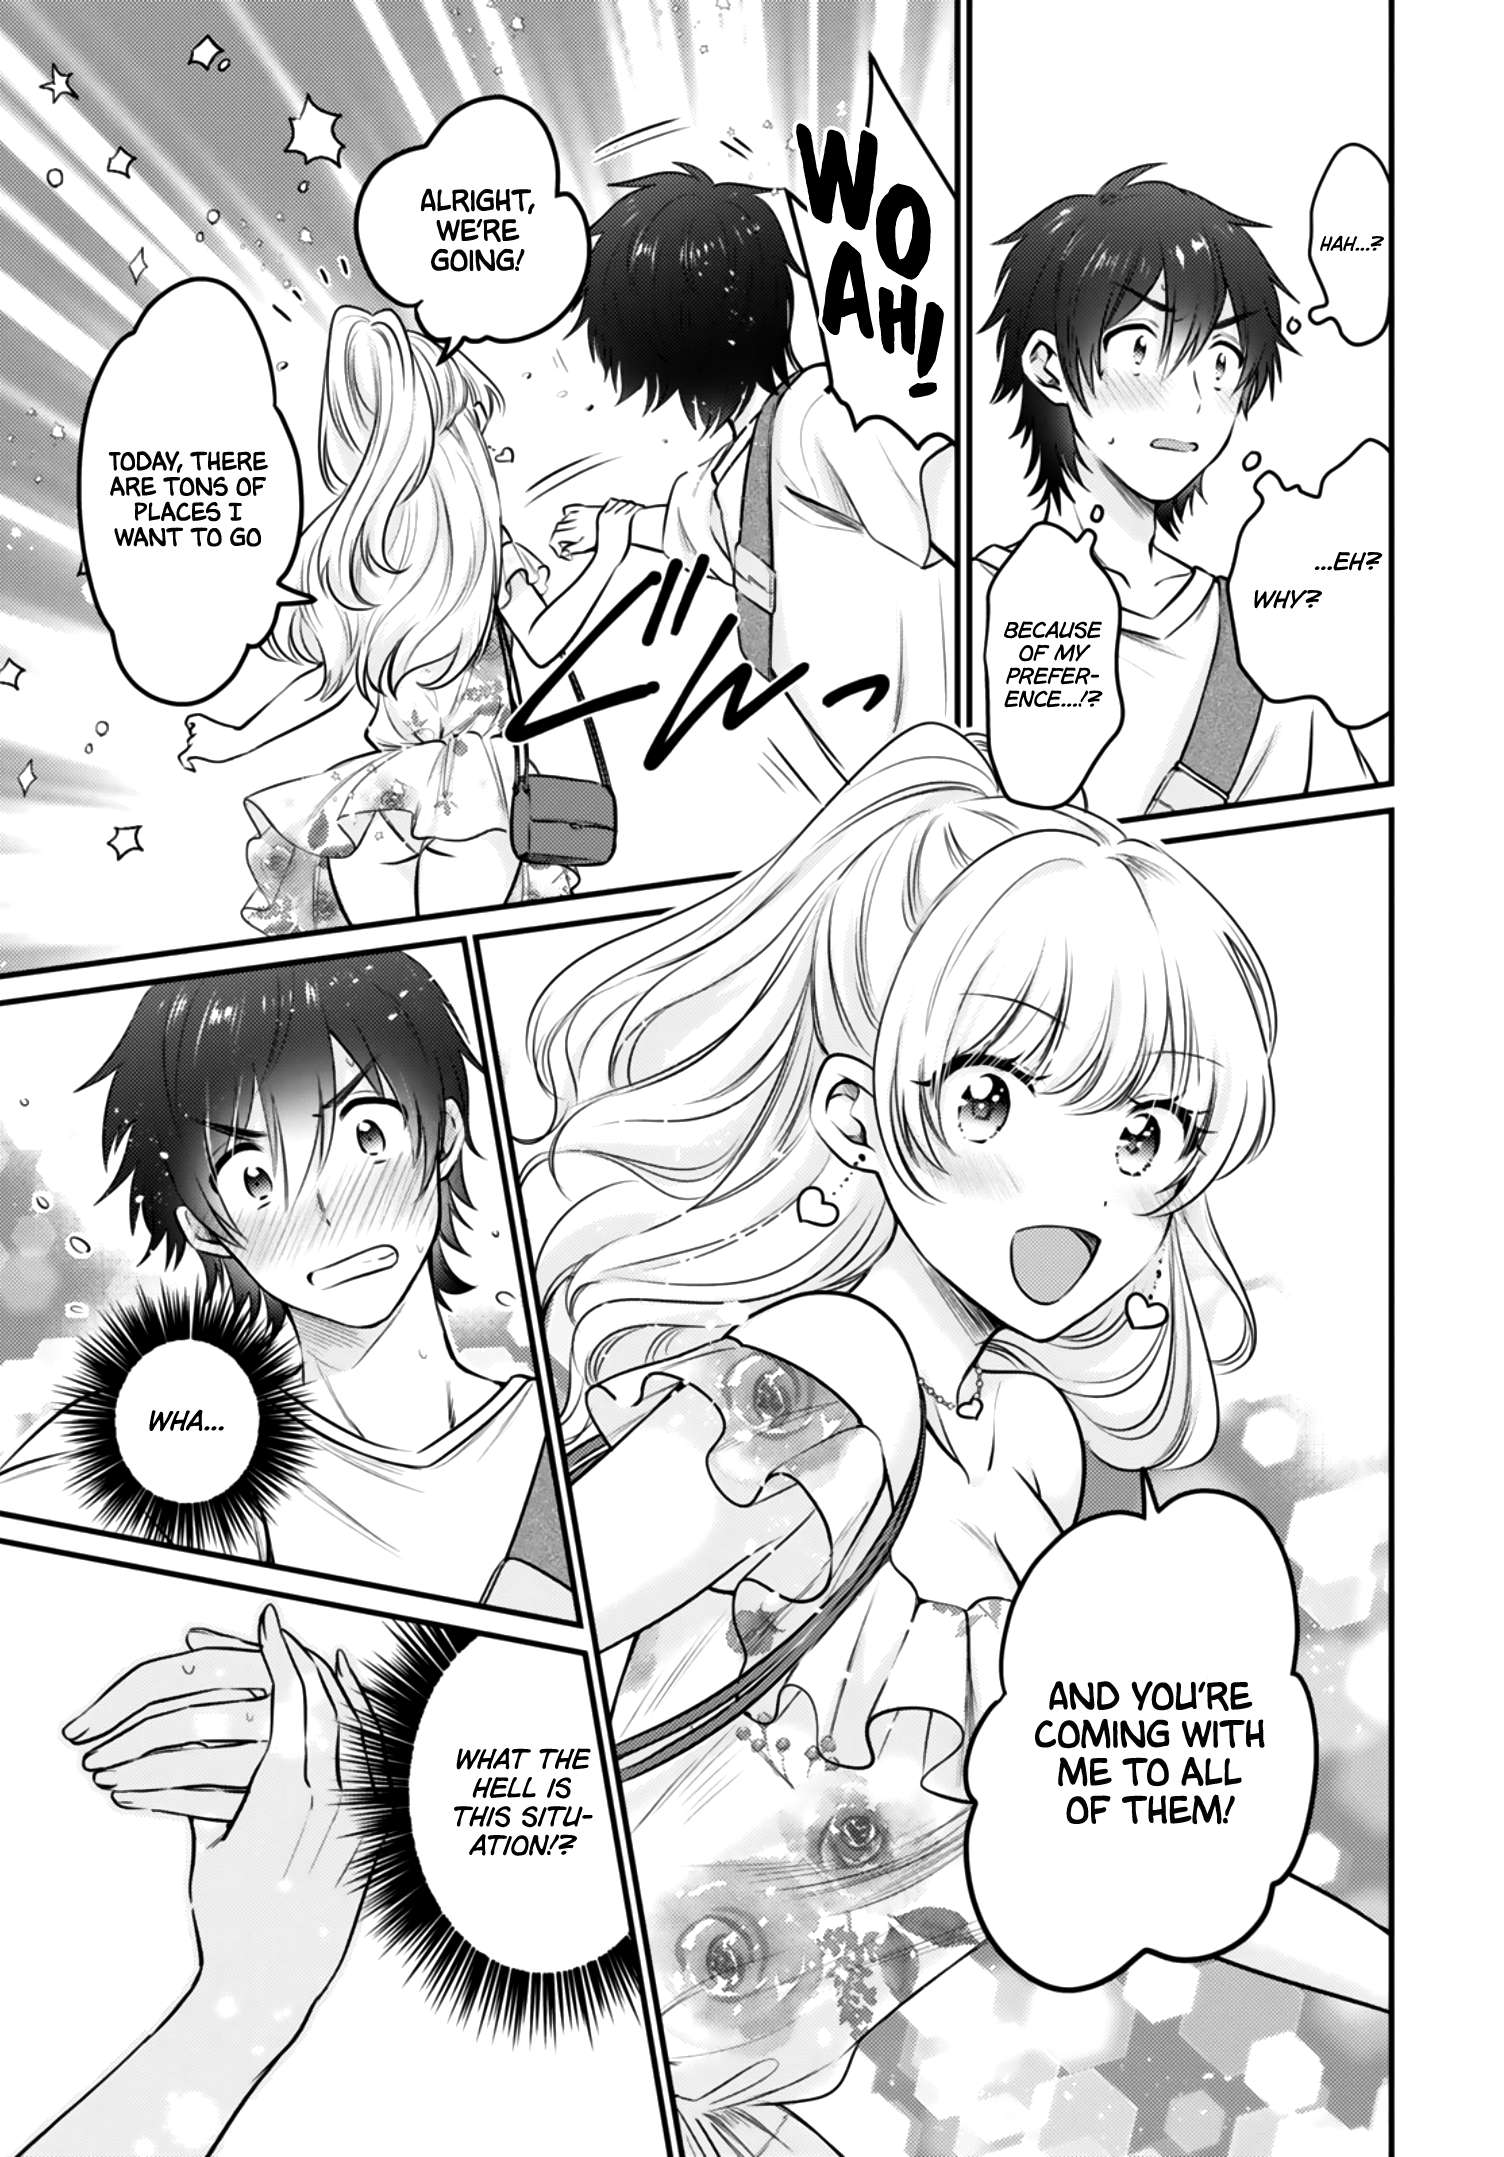 HAH...?
...EH?
WHY?
BECAUSE
OF MY
PREFER-
ENCE...!?
WO
AH!
ALRIGHT,
WE'RE
GOING!
ぐんっ
TODAY, THERE
ARE TONS OF
PLACES I
WANT TO GO
AND YOU'RE
COMING WITH
ME TO ALL
OF THEM!
WHA...
WHAT THE
HELL IS
THIS SITU-
ATION!?